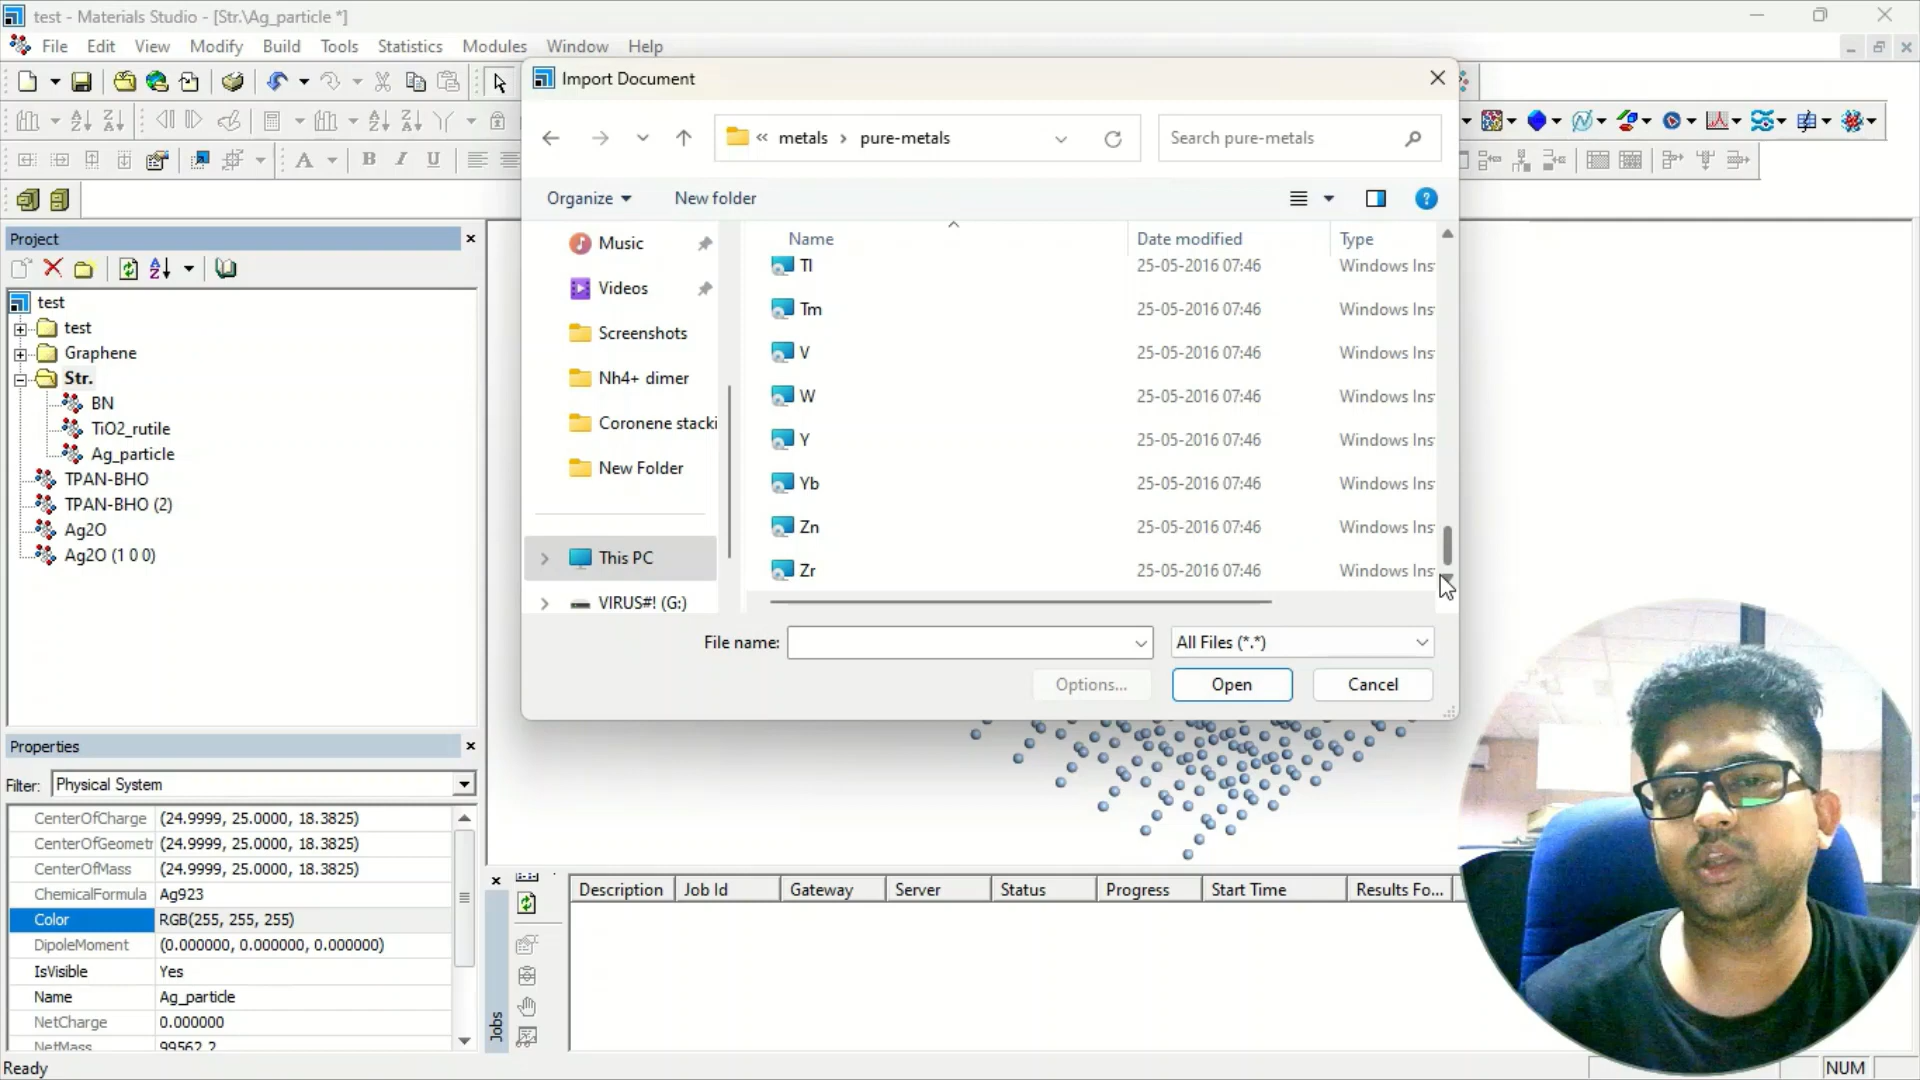 test - Materials Studio - [Str.\Ag_particle *]
File Edit View Modify Build Tools Statistics Modules Window Help
Import Document
« metals › pure-metals
Search pure-metals
Organize
New folder
Project
test
test
Graphene
Str.
BN
TiO2_rutile
Ag_particle
TPAN-BHO
TPAN-BHO (2)
Ag2O
Ag2O (1 0 0)
Music
Videos
Screenshots
Nh4+ dimer
Coronene stacki
New Folder
This PC
VIRUS#! (G:)
Name Date modified Type
Tl 25-05-2016 07:46 Windows Ins
Tm 25-05-2016 07:46 Windows Ins
V 25-05-2016 07:46 Windows Ins
W 25-05-2016 07:46 Windows Ins
Y 25-05-2016 07:46 Windows Ins
Yb 25-05-2016 07:46 Windows Ins
Zn 25-05-2016 07:46 Windows Ins
Zr 25-05-2016 07:46 Windows Ins
File name:
All Files (*.*)
Options... Open Cancel
Properties
Filter: Physical System
CenterOfCharge (24.9999, 25.0000, 18.3825)
CenterOfGeometr (24.9999, 25.0000, 18.3825)
CenterOfMass (24.9999, 25.0000, 18.3825)
ChemicalFormula Ag923
Color RGB(255, 255, 255)
DipoleMoment (0.000000, 0.000000, 0.000000)
IsVisible Yes
Name Ag_particle
NetCharge 0.000000
NetMass 99562.2
Jobs
Description Job Id Gateway Server Status Progress Start Time Results Fo...
Ready
NUM